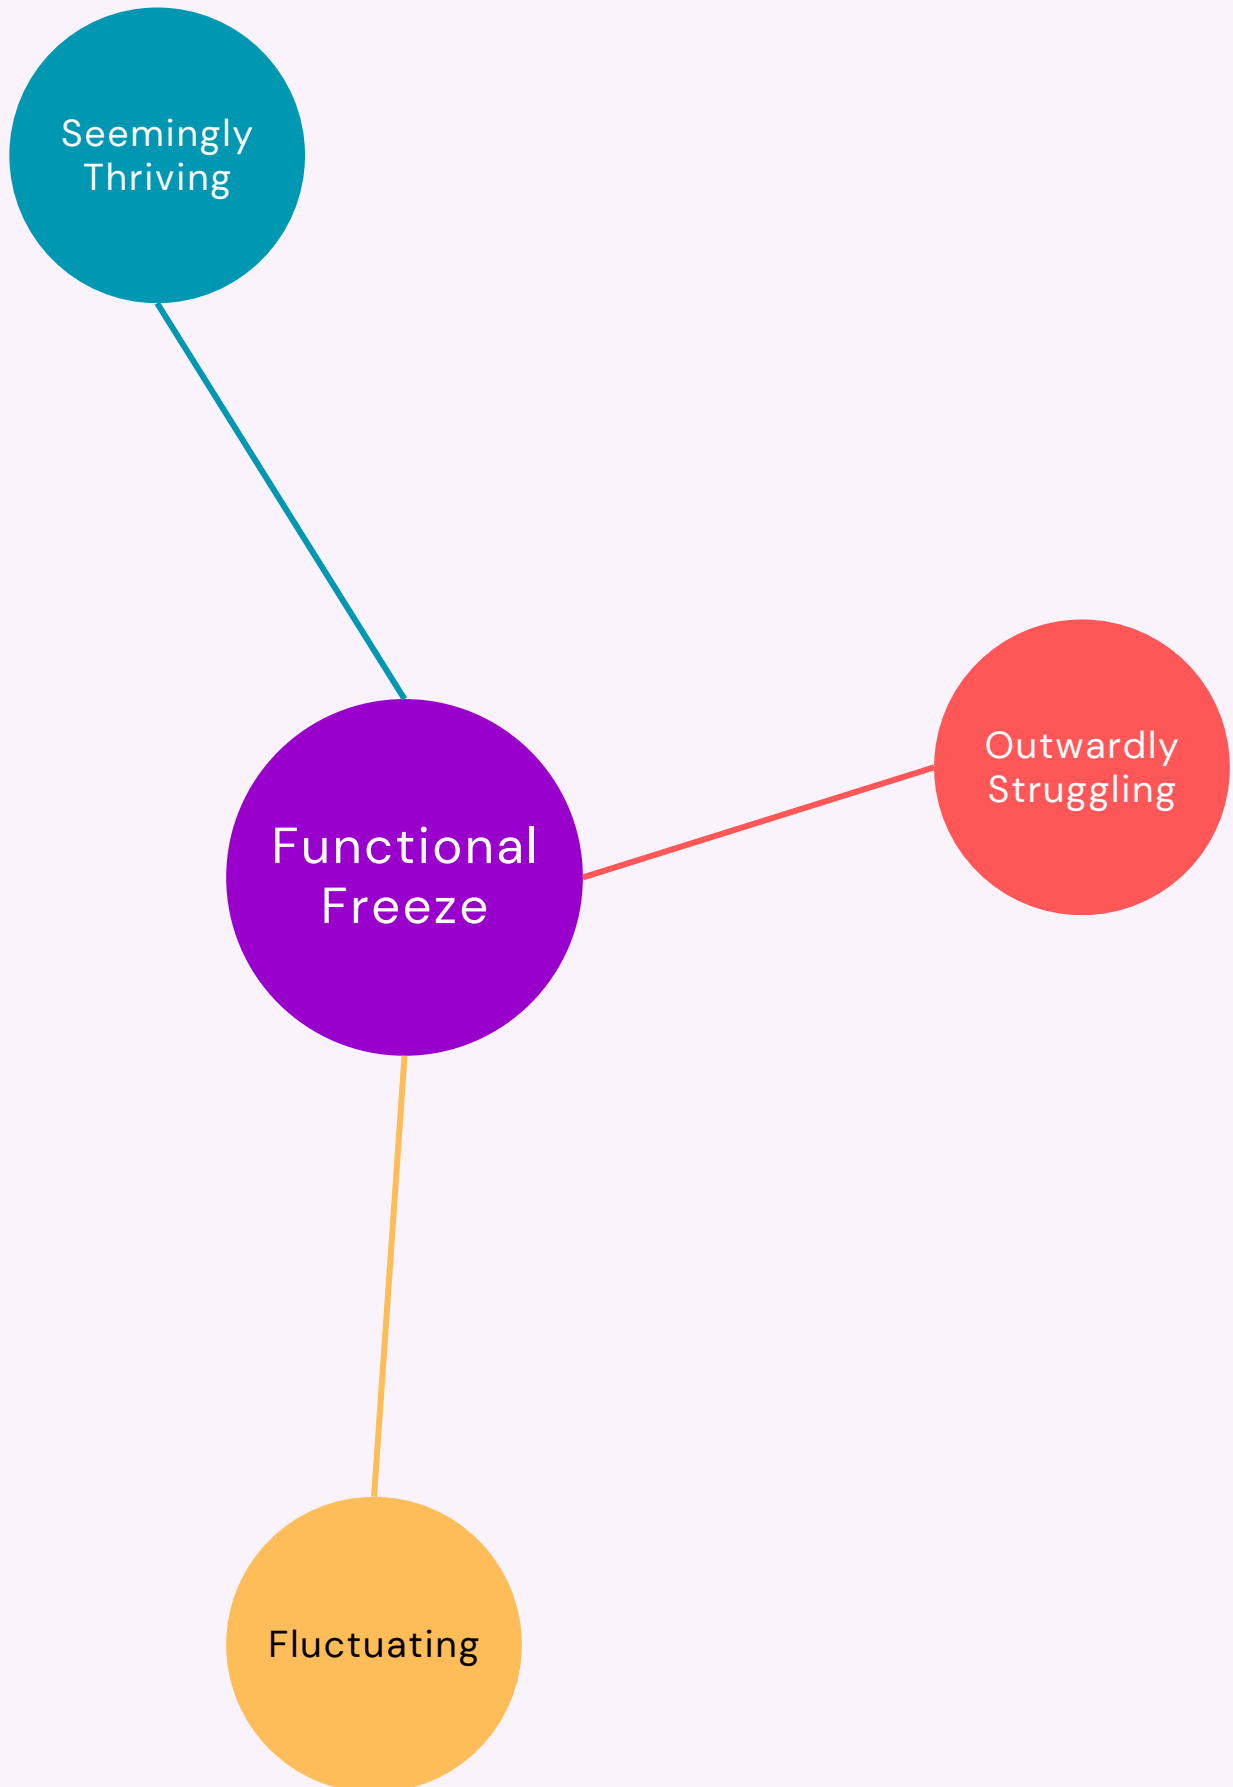 Seemingly
Thriving
Outwardly
Struggling
Functional
Freeze
Fluctuating